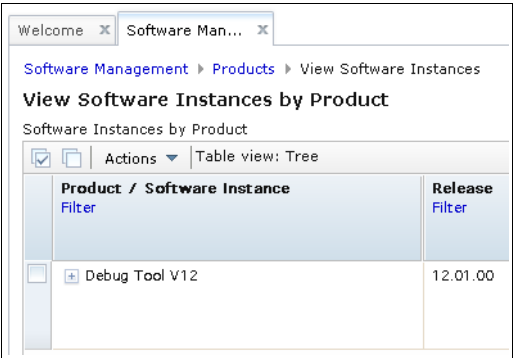 Welcome X Software Man... X
Software Management ▸ Products ▸ View Software Instances
View Software Instances by Product
Software Instances by Product
Actions ▼ Table view: Tree
Product / Software Instance Release
Filter Filter
Debug Tool V12 12.01.00